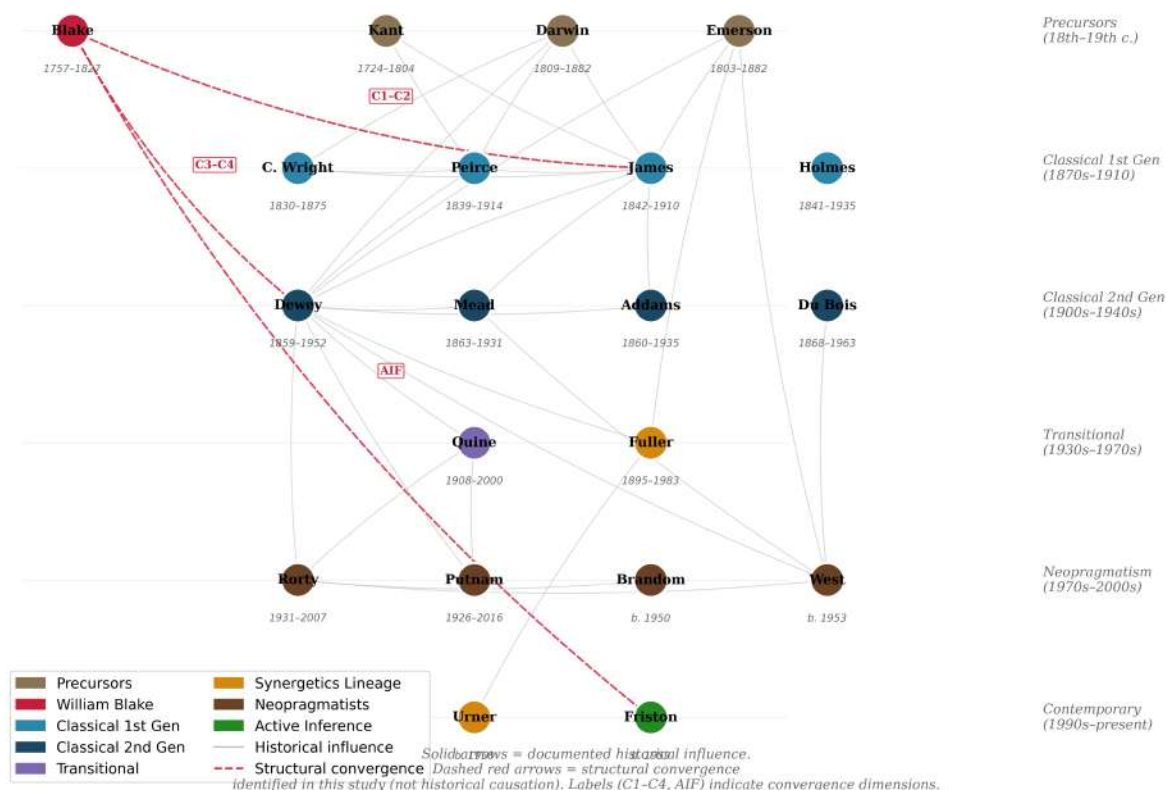 Blake
Kant
Darwin
Emerson
Precursors
(18th–19th c.)
1757–1827
1724–1804
1809–1882
1803–1882
C1–C2
C3–C4
C. Wright
Peirce
James
Holmes
Classical 1st Gen
(1870s–1910)
1830–1875
1839–1914
1842–1910
1841–1935
Dewey
Mead
Addams
Du Bois
Classical 2nd Gen
(1900s–1940s)
1859–1952
1863–1931
1860–1935
1868–1963
AIF
Quine
Fuller
Transitional
(1930s–1970s)
1908–2000
1895–1983
Rorty
Putnam
Brandom
West
Neopragmatism
(1970s–2000s)
1931–2007
1926–2016
b. 1950
b. 1953
Urner
Friston
Contemporary
(1990s–present)
Precursors
William Blake
Classical 1st Gen
Classical 2nd Gen
Transitional
Synergetics Lineage
Neopragmatists
Active Inference
Historical influence
Structural convergence
Solid arrows = documented historical influence.
Dashed red arrows = structural convergence
identified in this study (not historical causation). Labels (C1–C4, AIF) indicate convergence dimensions.